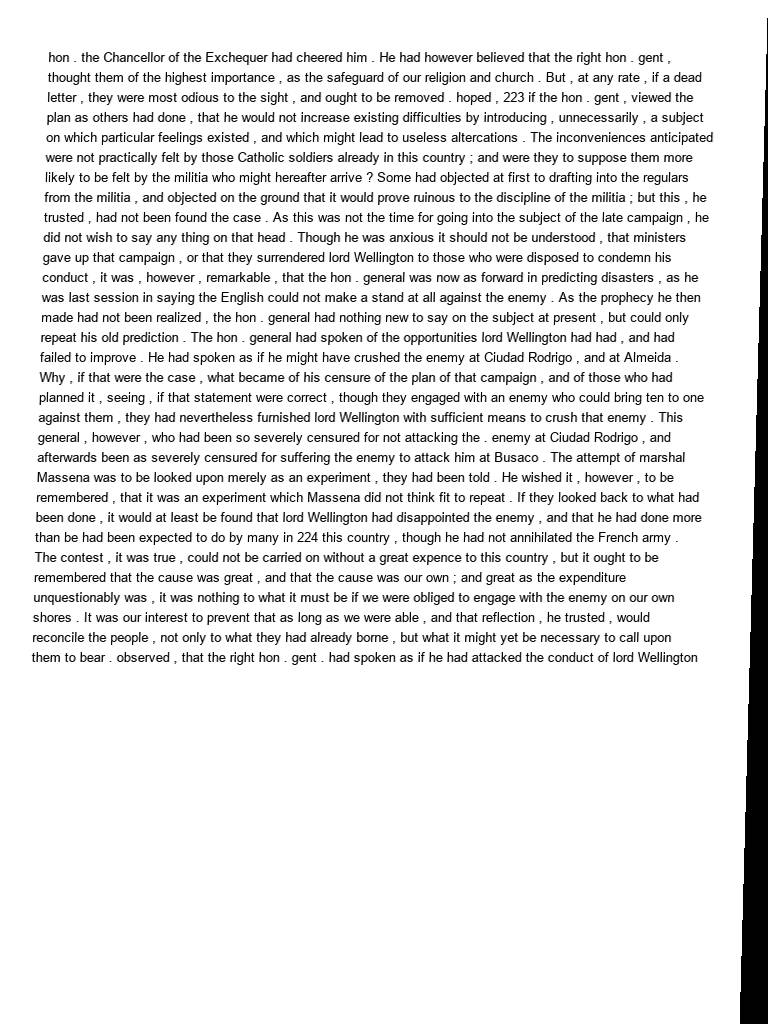 hon . the Chancellor of the Exchequer had cheered him . He had however believed that the right hon . gent ,
thought them of the highest importance , as the safeguard of our religion and church . But , at any rate , if a dead
letter , they were most odious to the sight , and ought to be removed . hoped , 223 if the hon . gent , viewed the
plan as others had done , that he would not increase existing difficulties by introducing , unnecessarily , a subject
on which particular feelings existed , and which might lead to useless altercations . The inconveniences anticipated
were not practically felt by those Catholic soldiers already in this country ; and were they to suppose them more
likely to be felt by the militia who might hereafter arrive ? Some had objected at first to drafting into the regulars
from the militia , and objected on the ground that it would prove ruinous to the discipline of the militia ; but this , he
trusted , had not been found the case . As this was not the time for going into the subject of the late campaign , he
did not wish to say any thing on that head . Though he was anxious it should not be understood , that ministers
gave up that campaign , or that they surrendered lord Wellington to those who were disposed to condemn his
conduct , it was , however , remarkable , that the hon . general was now as forward in predicting disasters , as he
was last session in saying the English could not make a stand at all against the enemy . As the prophecy he then
made had not been realized , the hon . general had nothing new to say on the subject at present , but could only
repeat his old prediction . The hon . general had spoken of the opportunities lord Wellington had had , and had
failed to improve . He had spoken as if he might have crushed the enemy at Ciudad Rodrigo , and at Almeida .
Why , if that were the case , what became of his censure of the plan of that campaign , and of those who had
planned it , seeing , if that statement were correct , though they engaged with an enemy who could bring ten to one
against them , they had nevertheless furnished lord Wellington with sufficient means to crush that enemy . This
general , however , who had been so severely censured for not attacking the . enemy at Ciudad Rodrigo , and
afterwards been as severely censured for suffering the enemy to attack him at Busaco . The attempt of marshal
Massena was to be looked upon merely as an experiment , they had been told . He wished it , however , to be
remembered , that it was an experiment which Massena did not think fit to repeat . If they looked back to what had
been done , it would at least be found that lord Wellington had disappointed the enemy , and that he had done more
than be had been expected to do by many in 224 this country , though he had not annihilated the French army .
The contest , it was true , could not be carried on without a great expence to this country , but it ought to be
remembered that the cause was great , and that the cause was our own ; and great as the expenditure
unquestionably was , it was nothing to what it must be if we were obliged to engage with the enemy on our own
shores . It was our interest to prevent that as long as we were able , and that reflection , he trusted , would
reconcile the people , not only to what they had already borne , but what it might yet be necessary to call upon
them to bear . observed , that the right hon . gent . had spoken as if he had attacked the conduct of lord Wellington